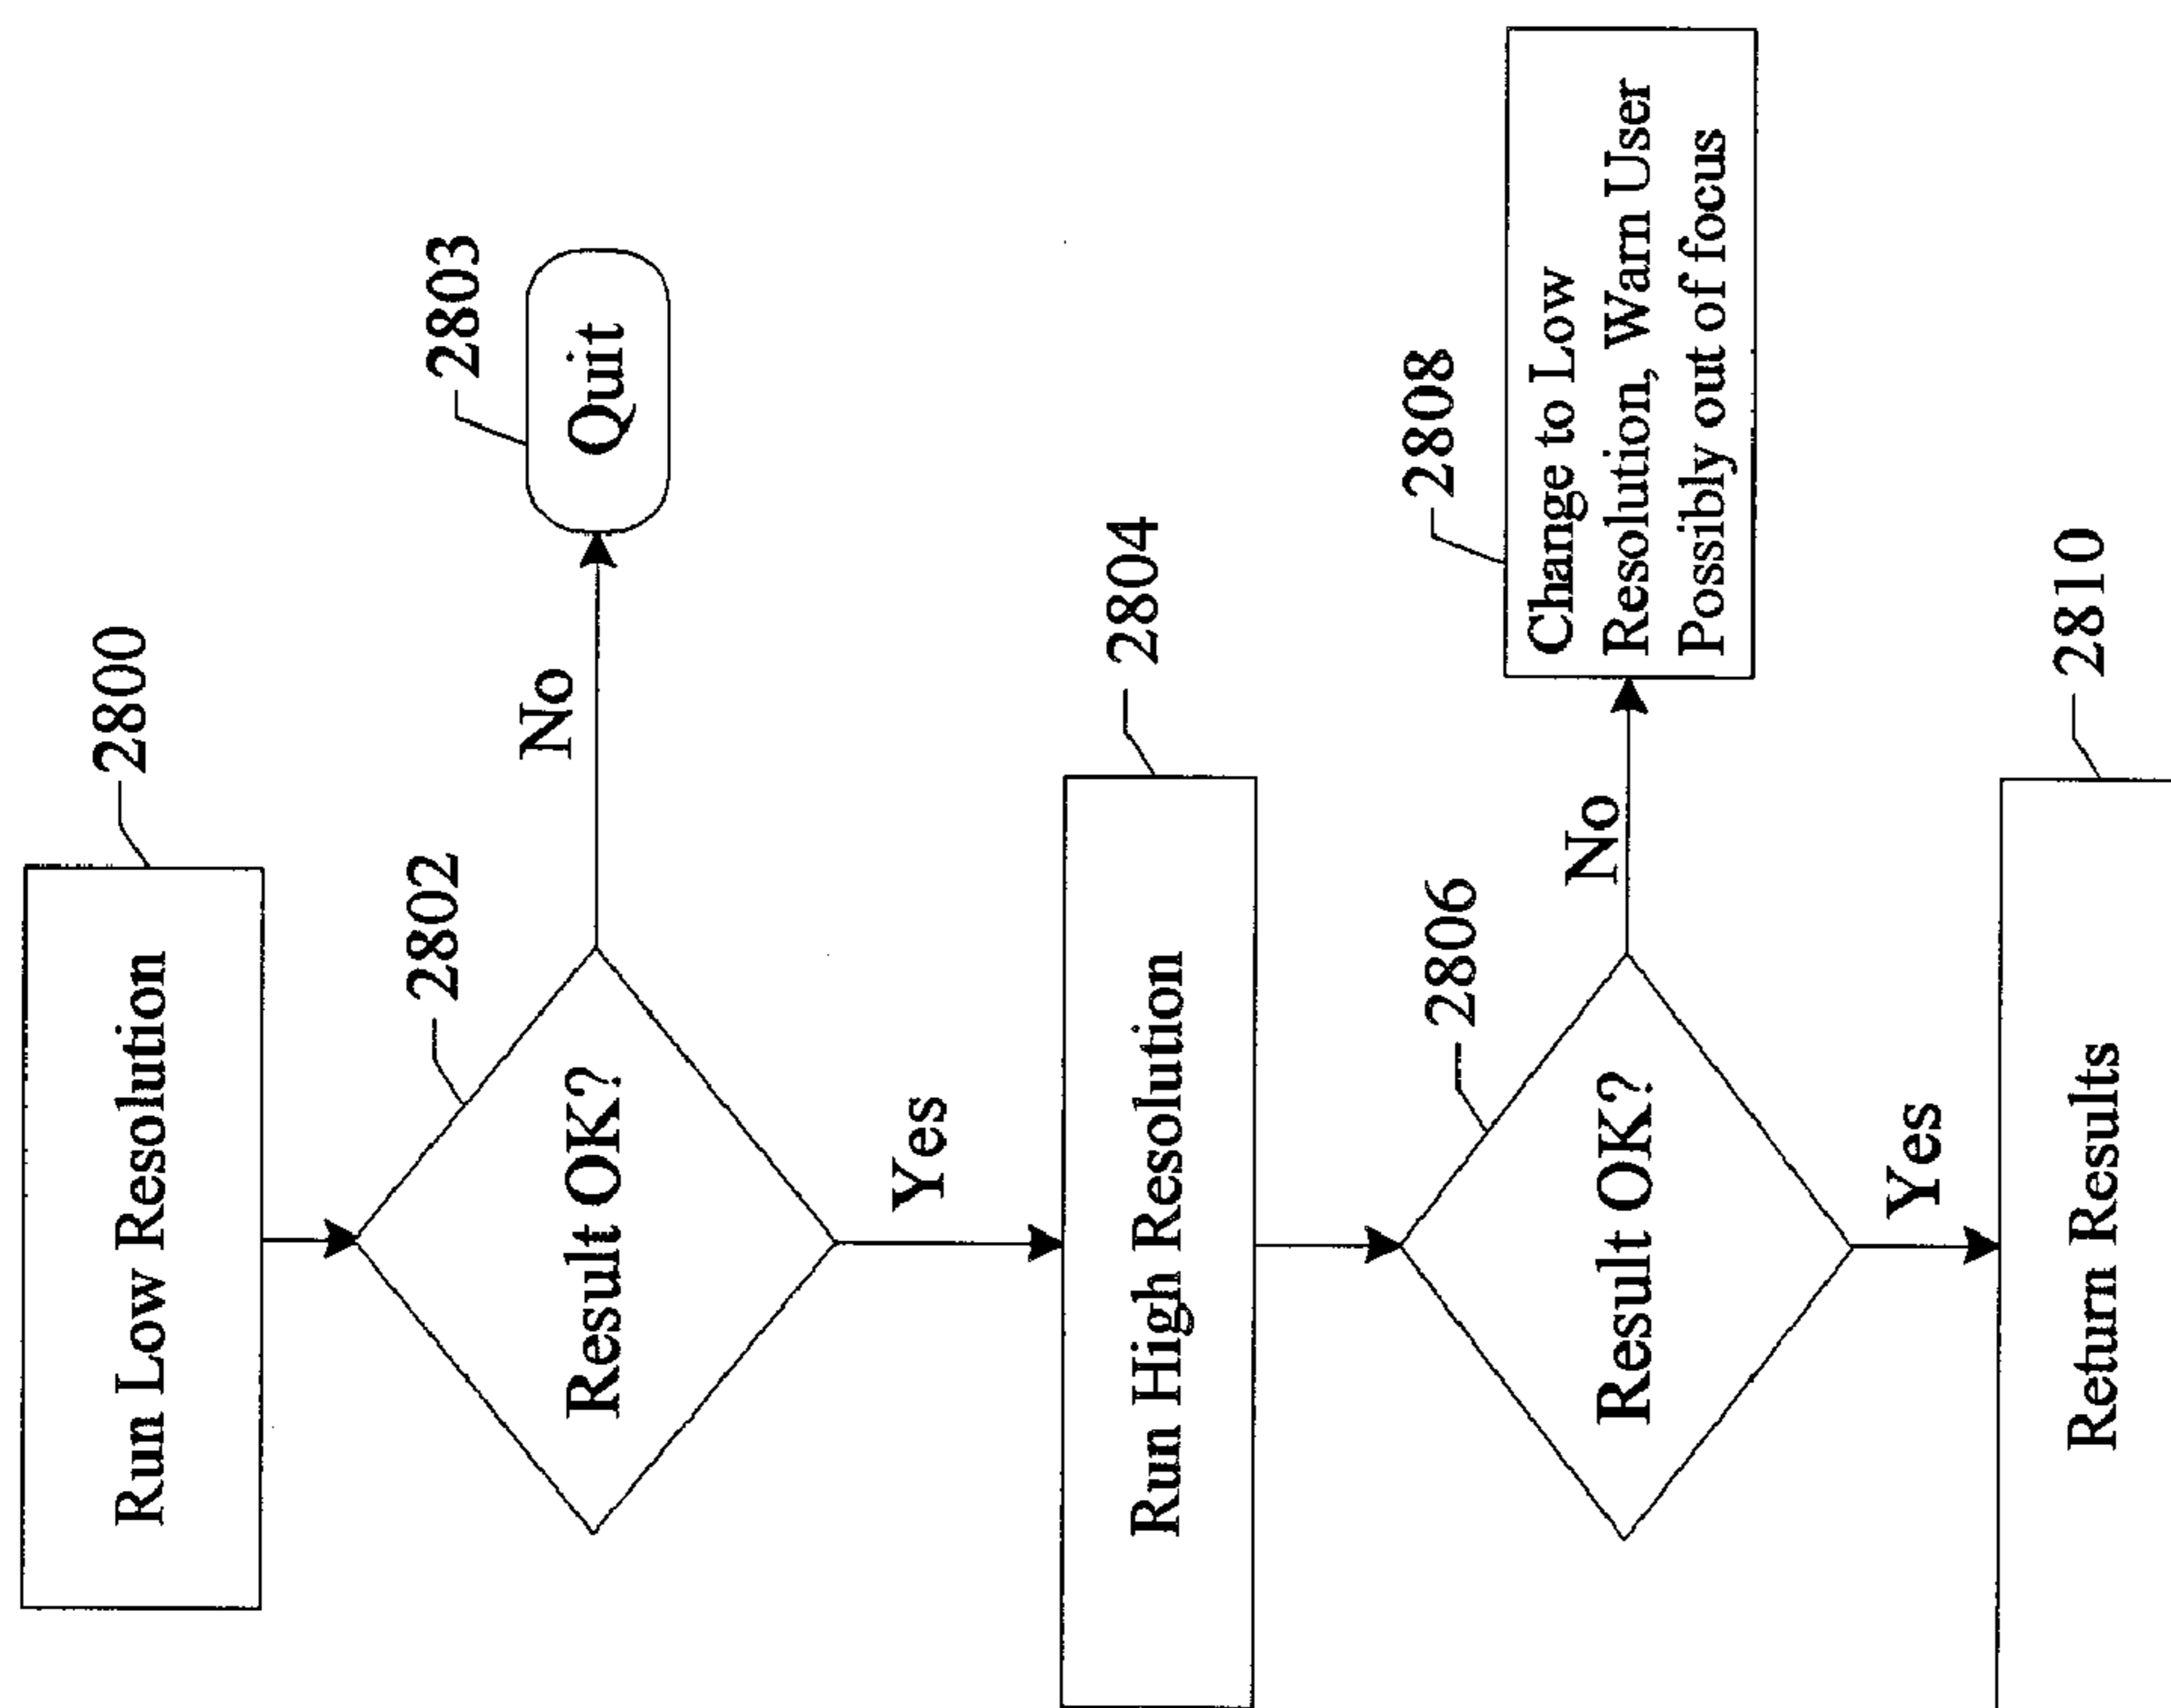 2800
Run Low Resolution
2802
Result OK?
No
2803
Quit
Yes
2804
Run High Resolution
2806
Result OK?
No
2808
Change to Low
Resolution, Warn User
Possibly out of focus
Yes
2810
Return Results